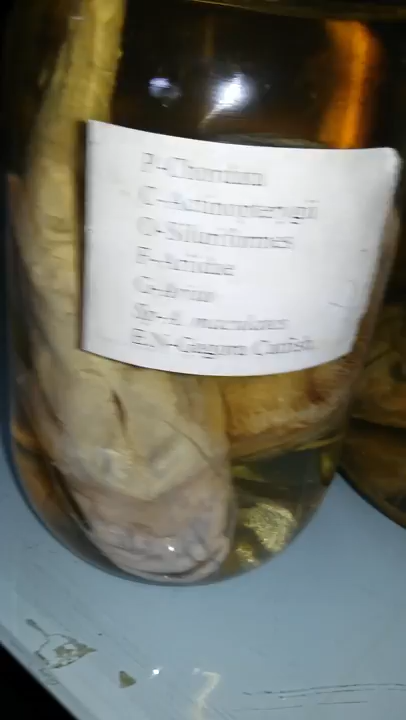 P-Chordata
C-Actinopterygii
O-Siluriformes
F-Ariidae
G-Arius
Sp-A. maculatus
E.N-Gagora Catfish